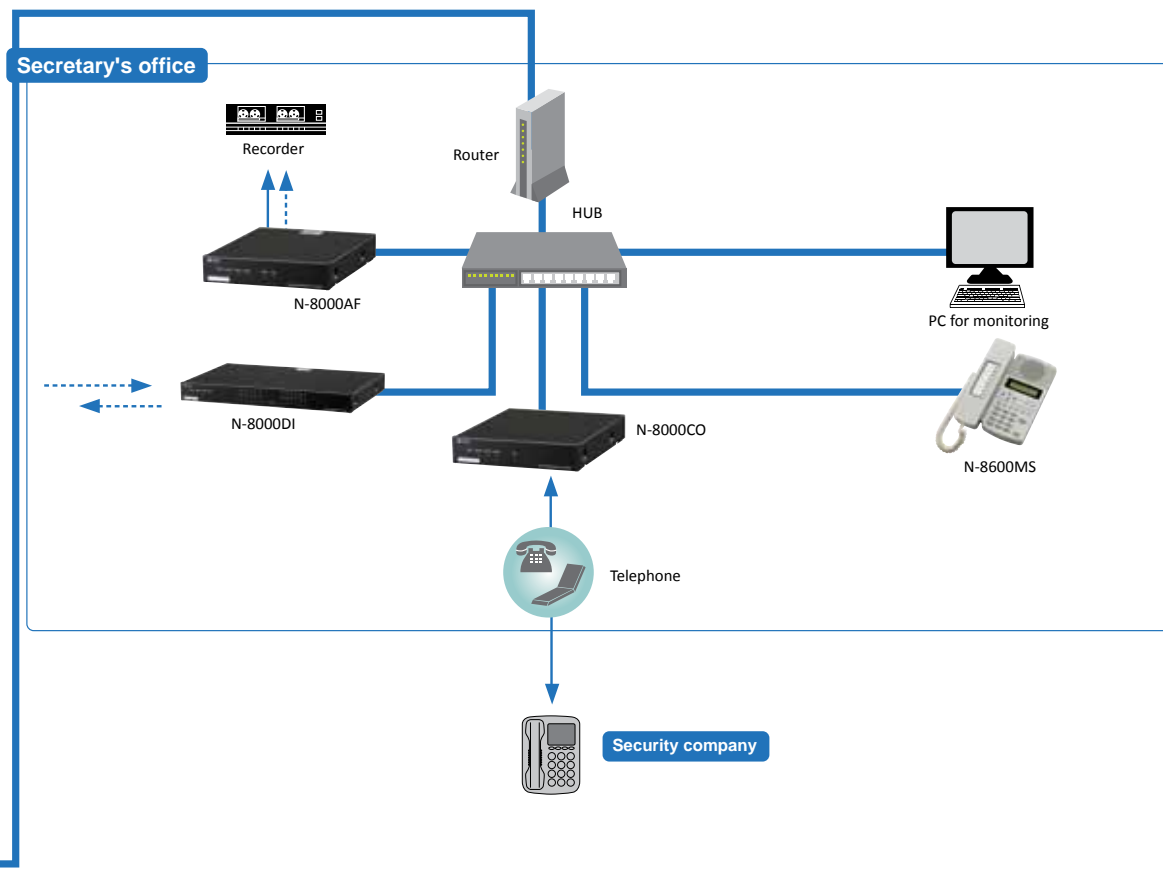 Secretary's office
Recorder
Router
HUB
N-8000AF
PC for monitoring
N-8000DI
N-8000CO
N-8600MS
Telephone
Security company